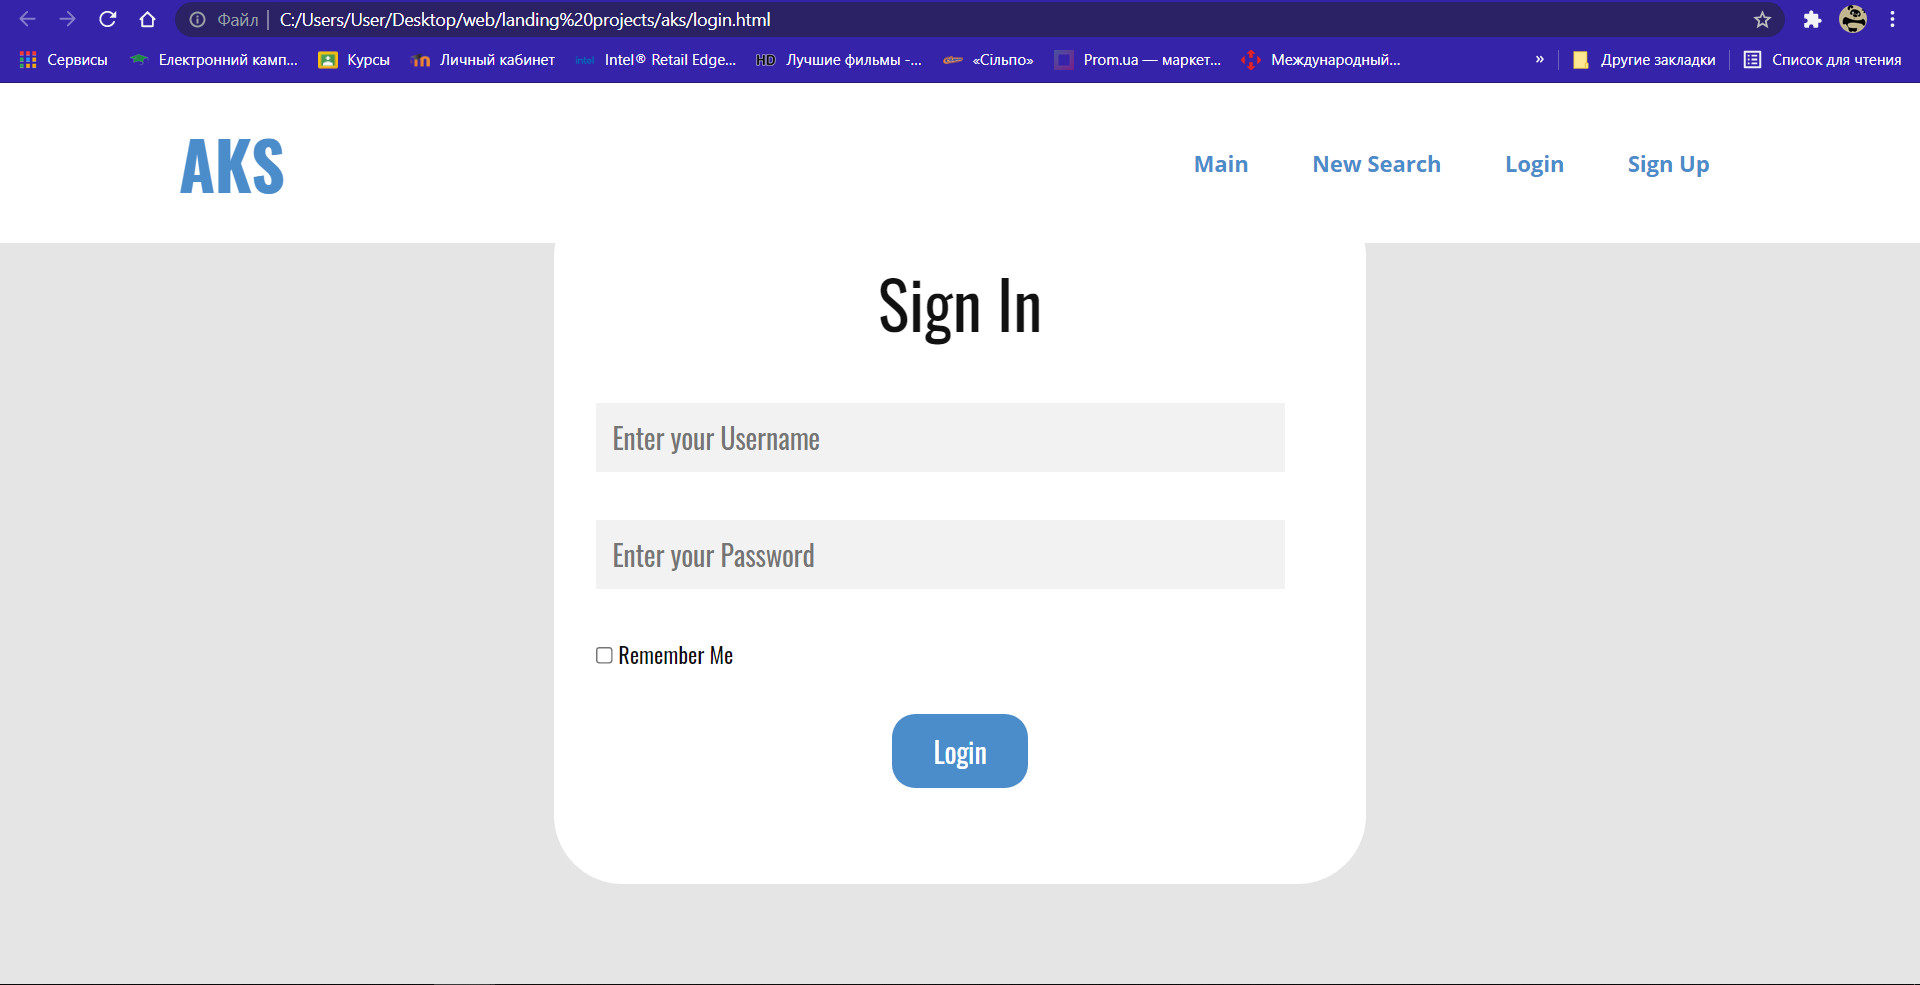 Файл | C:/Users/User/Desktop/web/landing%20projects/aks/login.html
Сервисы Електронний камп... Курсы Личный кабинет intel Intel® Retail Edge... HD Лучшие фильмы -... «Сільпо» Prom.ua — маркет... Международный... » Другие закладки Список для чтения
AKS Main New Search Login Sign Up
Sign In
Enter your Username
Enter your Password
Remember Me
Login